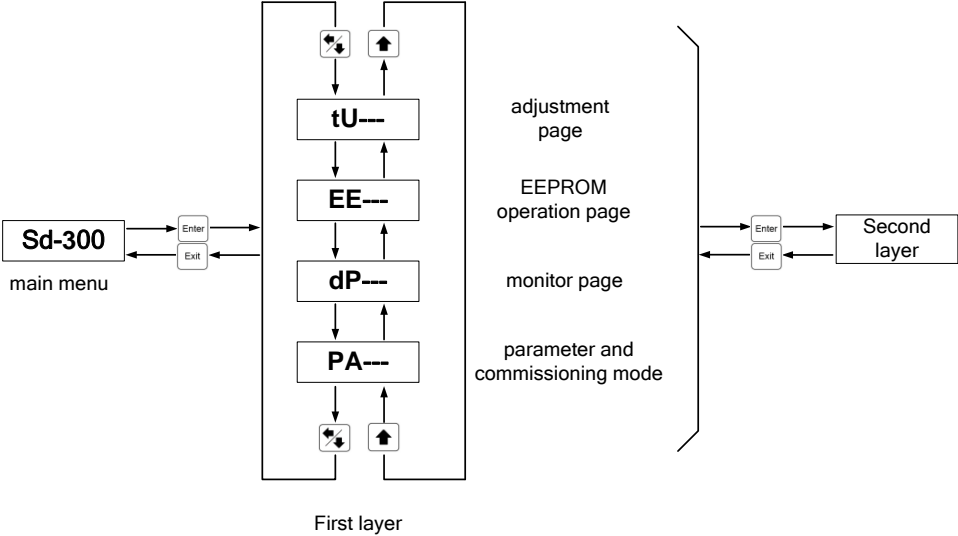 tU---
adjustment
page
EE---
EEPROM
operation page
Sd-300
main menu
Enter
Exit
dP---
monitor page
Enter
Exit
Second
layer
PA---
parameter and
commissioning mode
First layer